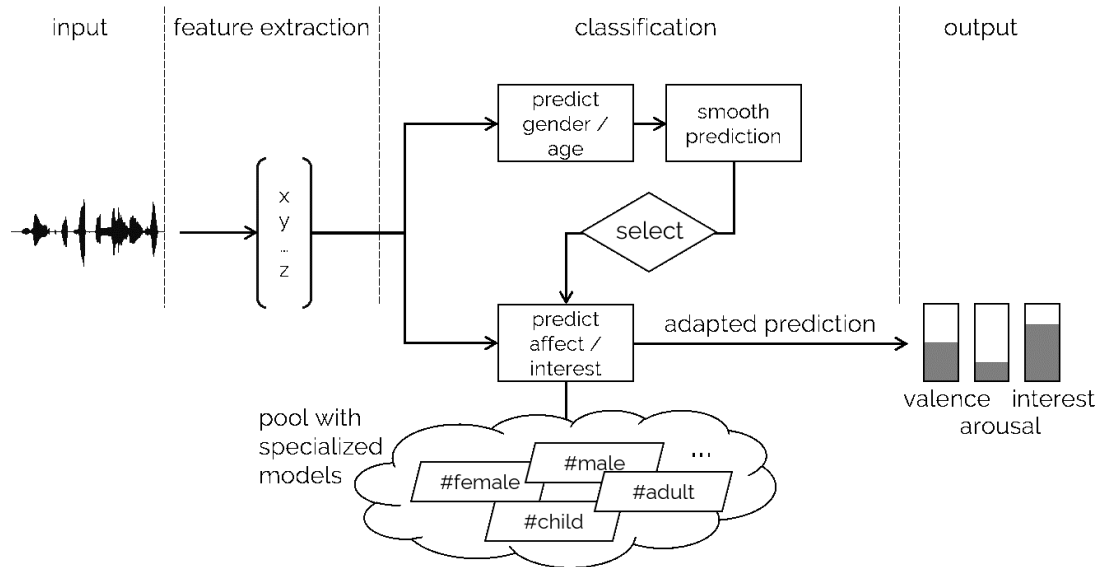 input
feature extraction
classification
output
predict
gender /
age
smooth
prediction
x
y
...
z
select
predict
affect /
interest
adapted prediction
valence
interest
arousal
pool with
specialized
models
#male
...
#female
#adult
#child